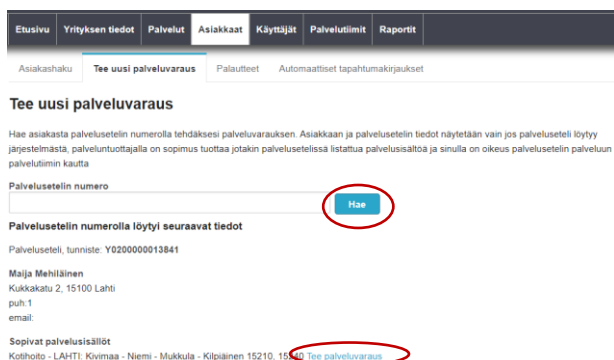 Etusivu Yrityksen tiedot Palvelut Asiakkaat Käyttäjät Palvelutiimit Raportit
Asiakashaku Tee uusi palveluvaraus Palautteet Automaattiset tapahtumakirjaukset
Tee uusi palveluvaraus
Hae asiakasta palvelusetelin numerolla tehdäksesi palveluvarauksen. Asiakkaan ja palvelusetelin tiedot näytetään vain jos palveluseteli löytyy
järjestelmästä, palveluntuottajalla on sopimus tuottaa jotakin palvelusetelissä listattua palvelusisältöä ja sinulla on oikeus palvelusetelin palveluun
palvelutiimin kautta
Palvelusetelin numero
Hae
Palvelusetelin numerolla löytyi seuraavat tiedot
Palveluseteli, tunniste: Y0200000013841
Maija Mehiläinen
Kukkakatu 2, 15100 Lahti
puh:1
email:
Sopivat palvelusisällöt
Kotihoito - LAHTI: Kivimaa - Niemi - Mukkula - Kilpiäinen 15210, 15240 Tee palveluvaraus